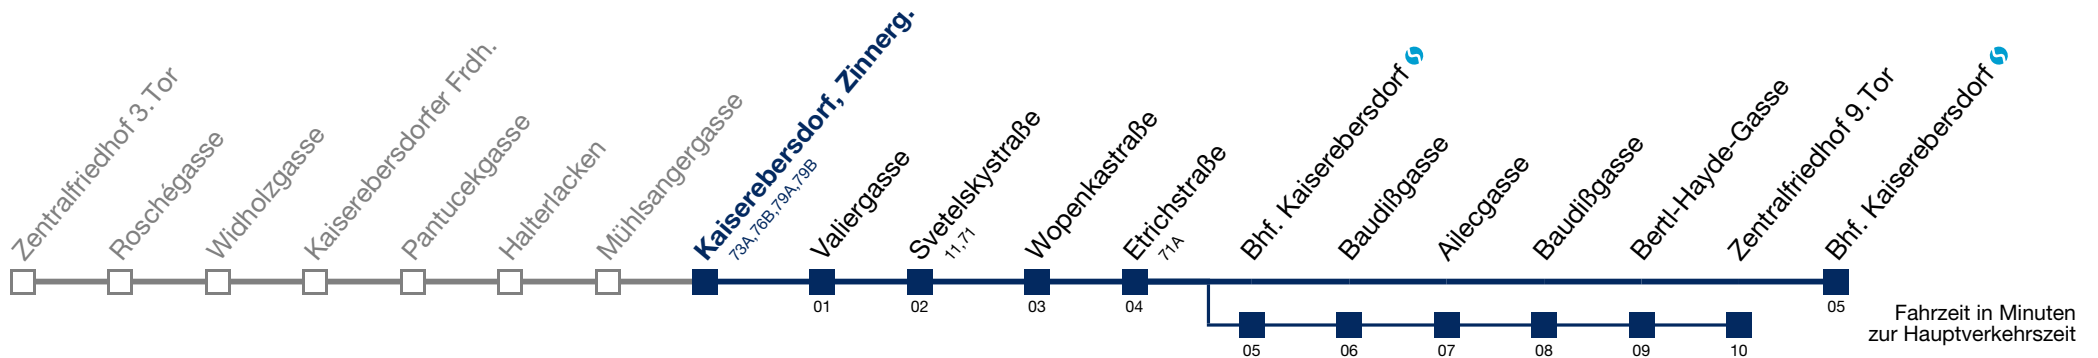 Zentralfriedhof 3.Tor
Roschégasse
Widholzgasse
Kaiserebersdorfer Frdh.
Pantucekgasse
Halterlacken
Mühlsangergasse
Kaiserebersdorf, Zinnerg.
73A,76B,79A,79B
Valiergasse
Svetelskystraße
11,71
Wopenkastraße
Etrichstraße
71A
Bhf. Kaiserebersdorf
Baudißgasse
Ailecgasse
Baudißgasse
Bertl-Hayde-Gasse
Zentralfriedhof 9.Tor
Bhf. Kaiserebersdorf
01
02
03
04
05
05
06
07
08
09
10
Fahrzeit in Minuten
zur Hauptverkehrszeit